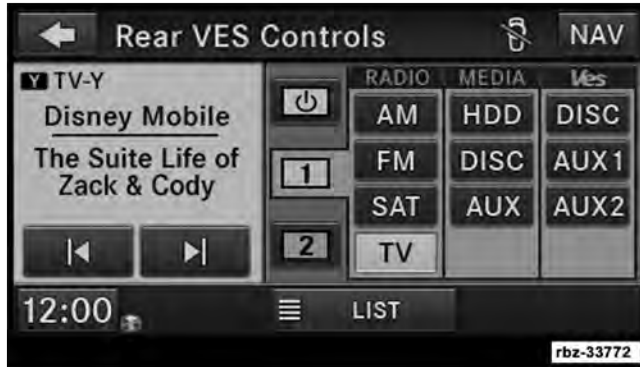 Rear VES Controls
NAV
Y TV-Y
Disney Mobile
The Suite Life of
Zack & Cody
1
2
RADIO MEDIA Ves
AM HDD DISC
FM DISC AUX1
SAT AUX AUX2
TV
12:00
LIST
rbz-33772